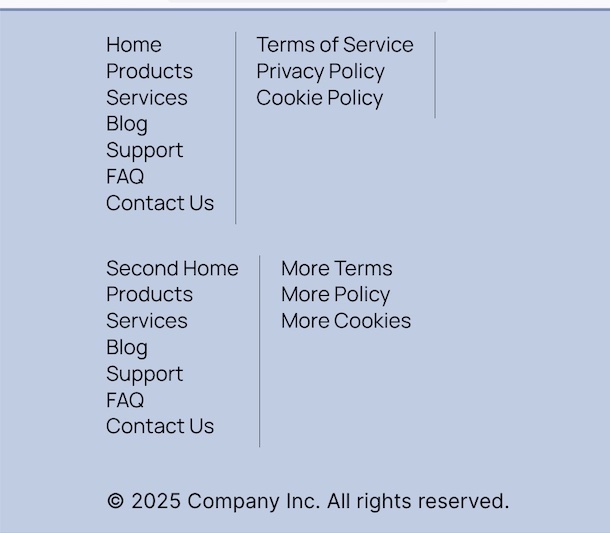 Home
Products
Services
Blog
Support
FAQ
Contact Us
Terms of Service
Privacy Policy
Cookie Policy
Second Home
Products
Services
Blog
Support
FAQ
Contact Us
More Terms
More Policy
More Cookies
© 2025 Company Inc. All rights reserved.